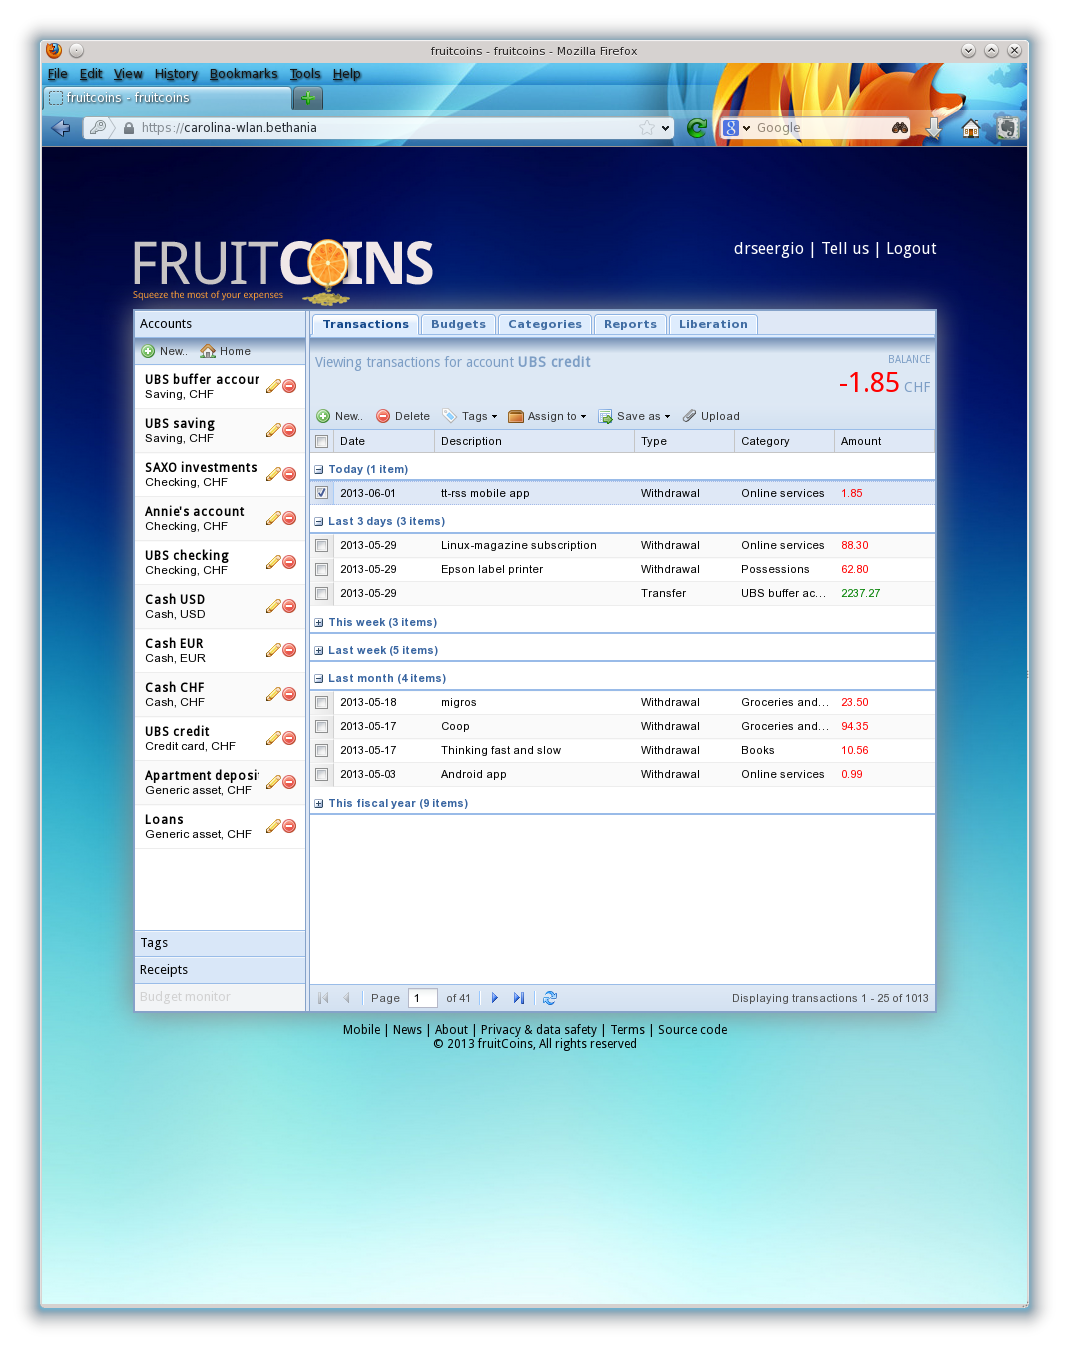 fruitcoins - fruitcoins - Mozilla Firefox
File Edit View History Bookmarks Tools Help
fruitcoins - fruitcoins
https://carolina-wlan.bethania
Google
FRUITCOINS
Squeeze the most of your expenses
drseergio | Tell us | Logout
Accounts
New.. Home
UBS buffer accour
Saving, CHF
UBS saving
Saving, CHF
SAXO investments
Checking, CHF
Annie's account
Checking, CHF
UBS checking
Checking, CHF
Cash USD
Cash, USD
Cash EUR
Cash, EUR
Cash CHF
Cash, CHF
UBS credit
Credit card, CHF
Apartment deposi
Generic asset, CHF
Loans
Generic asset, CHF
Tags
Receipts
Budget monitor
Transactions Budgets Categories Reports Liberation
Viewing transactions for account UBS credit
BALANCE
-1.85 CHF
New.. Delete Tags Assign to Save as Upload
Date Description Type Category Amount
Today (1 item)
2013-06-01 tt-rss mobile app Withdrawal Online services 1.85
Last 3 days (3 items)
2013-05-29 Linux-magazine subscription Withdrawal Online services 88.30
2013-05-29 Epson label printer Withdrawal Possessions 62.80
2013-05-29 Transfer UBS buffer ac... 2237.27
This week (3 items)
Last week (5 items)
Last month (4 items)
2013-05-18 migros Withdrawal Groceries and... 23.50
2013-05-17 Coop Withdrawal Groceries and... 94.35
2013-05-17 Thinking fast and slow Withdrawal Books 10.56
2013-05-03 Android app Withdrawal Online services 0.99
This fiscal year (9 items)
Page 1 of 41
Displaying transactions 1 - 25 of 1013
Mobile | News | About | Privacy & data safety | Terms | Source code
© 2013 fruitCoins, All rights reserved